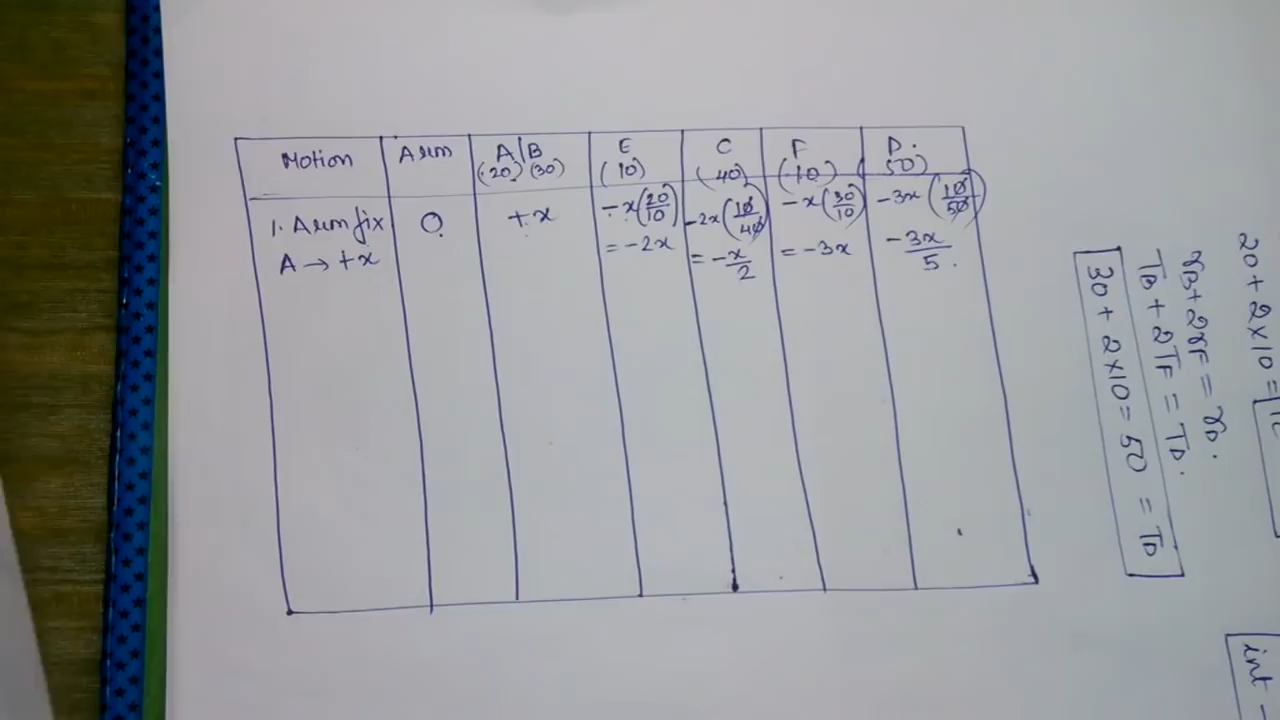 Motion Arm A/B E C F D.
(20) (30) (10) (40) (10) (50)
1. Arm fix 0 +x -x(20/10) -2x(10/40) -x(30/10) -3x(10/50)
A → +x = -2x = -x/2 = -3x -3x/5.
20 + 2×10 =
rB + 2rF = rD.
TB + 2TF = TD.
30 + 2×10 = 50 = TD
int -